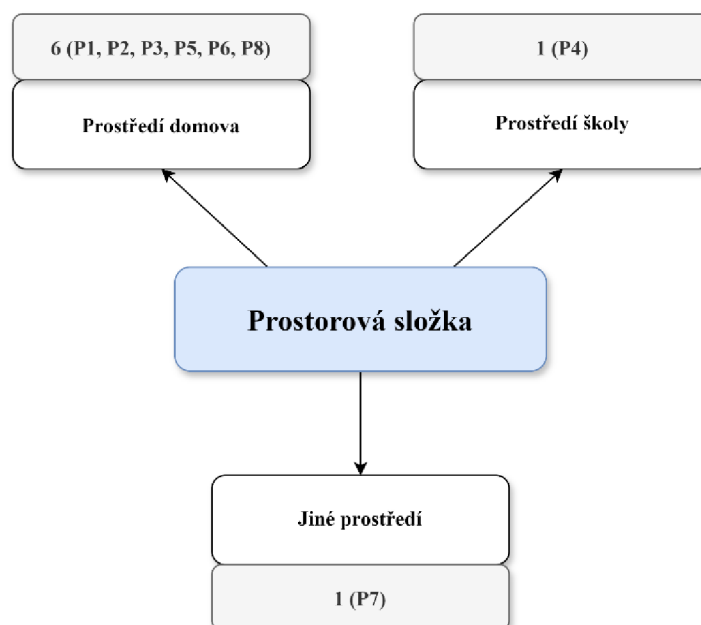 6 (P1, P2, P3, P5, P6, P8)
Prostředí domova
1 (P4)
Prostředí školy
Prostorová složka
Jiné prostředí
1 (P7)